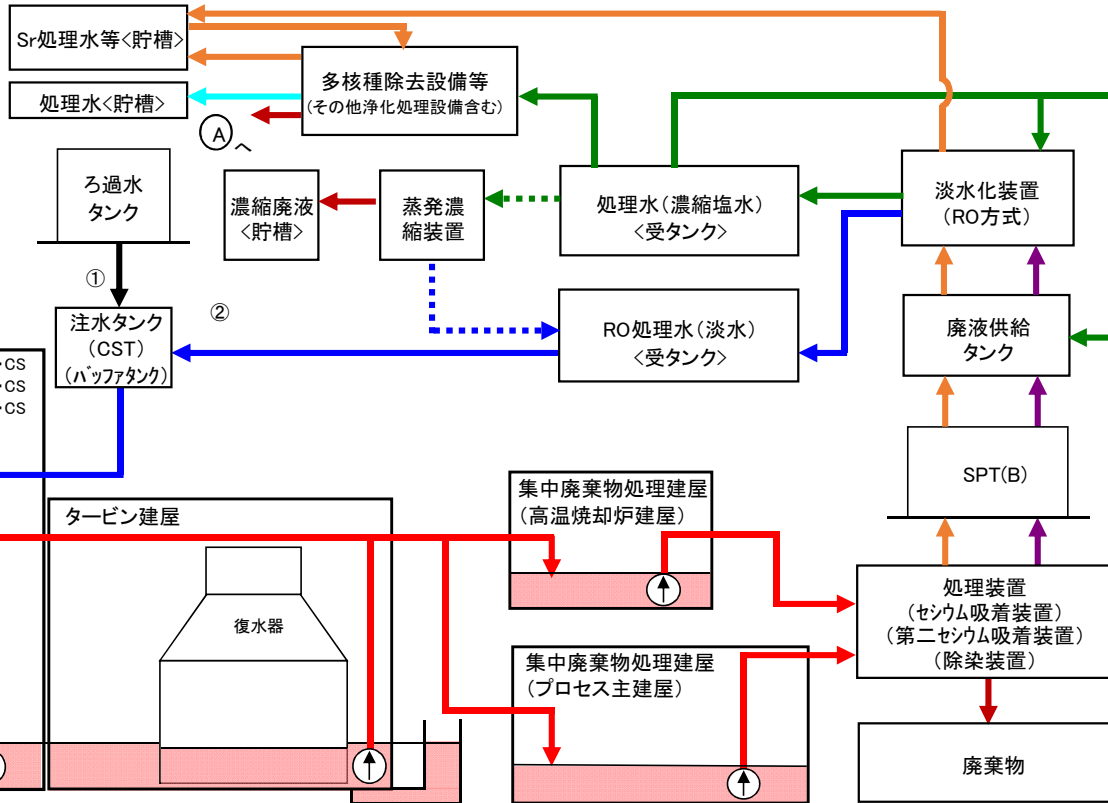 Sr処理水等<貯槽>
処理水<貯槽>
多核種除去設備等
(その他浄化処理設備含む)
A
へ
ろ過水
タンク
濃縮廃液
<貯槽>
蒸発濃
縮装置
処理水(濃縮塩水)
<受タンク>
淡水化装置
(RO方式)
①
②
注水タンク
(CST)
(バッファタンク)
RO処理水(淡水)
<受タンク>
廃液供給
タンク
・CS
・CS
・CS
SPT(B)
タービン建屋
復水器
集中廃棄物処理建屋
(高温焼却炉建屋)
集中廃棄物処理建屋
(プロセス主建屋)
処理装置
(セシウム吸着装置)
(第二セシウム吸着装置)
(除染装置)
廃棄物